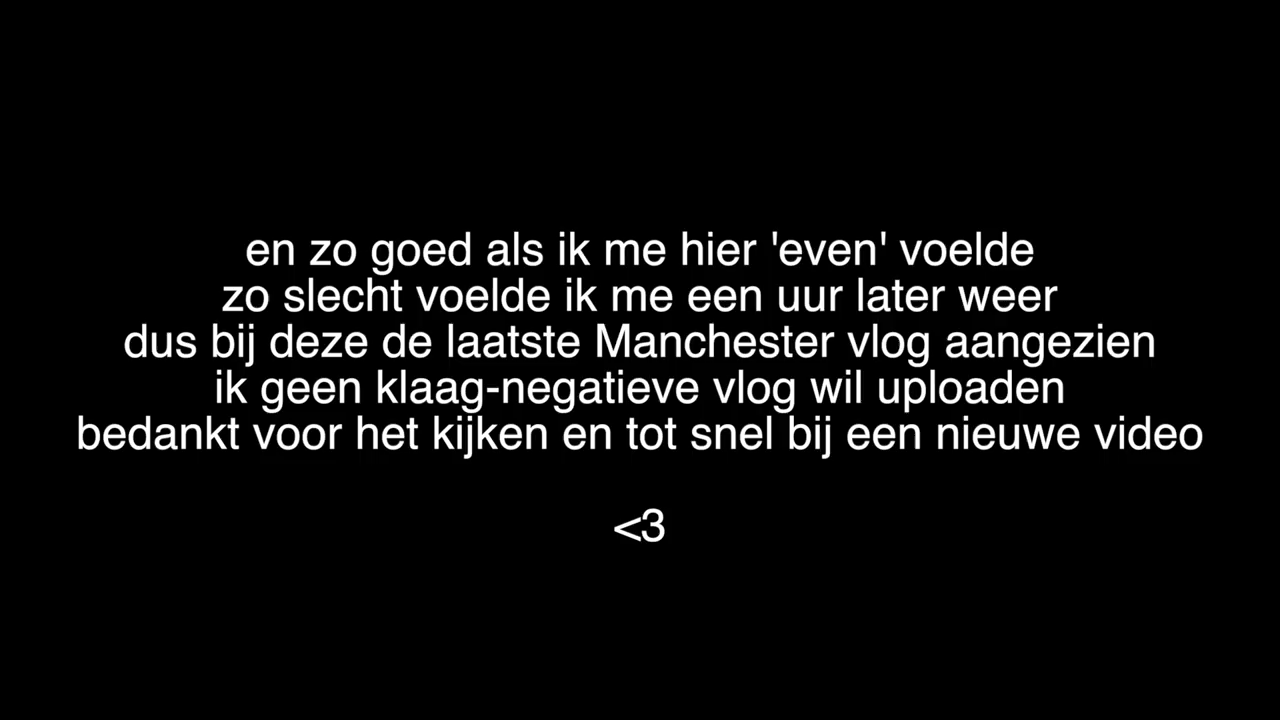 en zo goed als ik me hier 'even' voelde
zo slecht voelde ik me een uur later weer
dus bij deze de laatste Manchester vlog aangezien
ik geen klaag-negatieve vlog wil uploaden
bedankt voor het kijken en tot snel bij een nieuwe video
<3